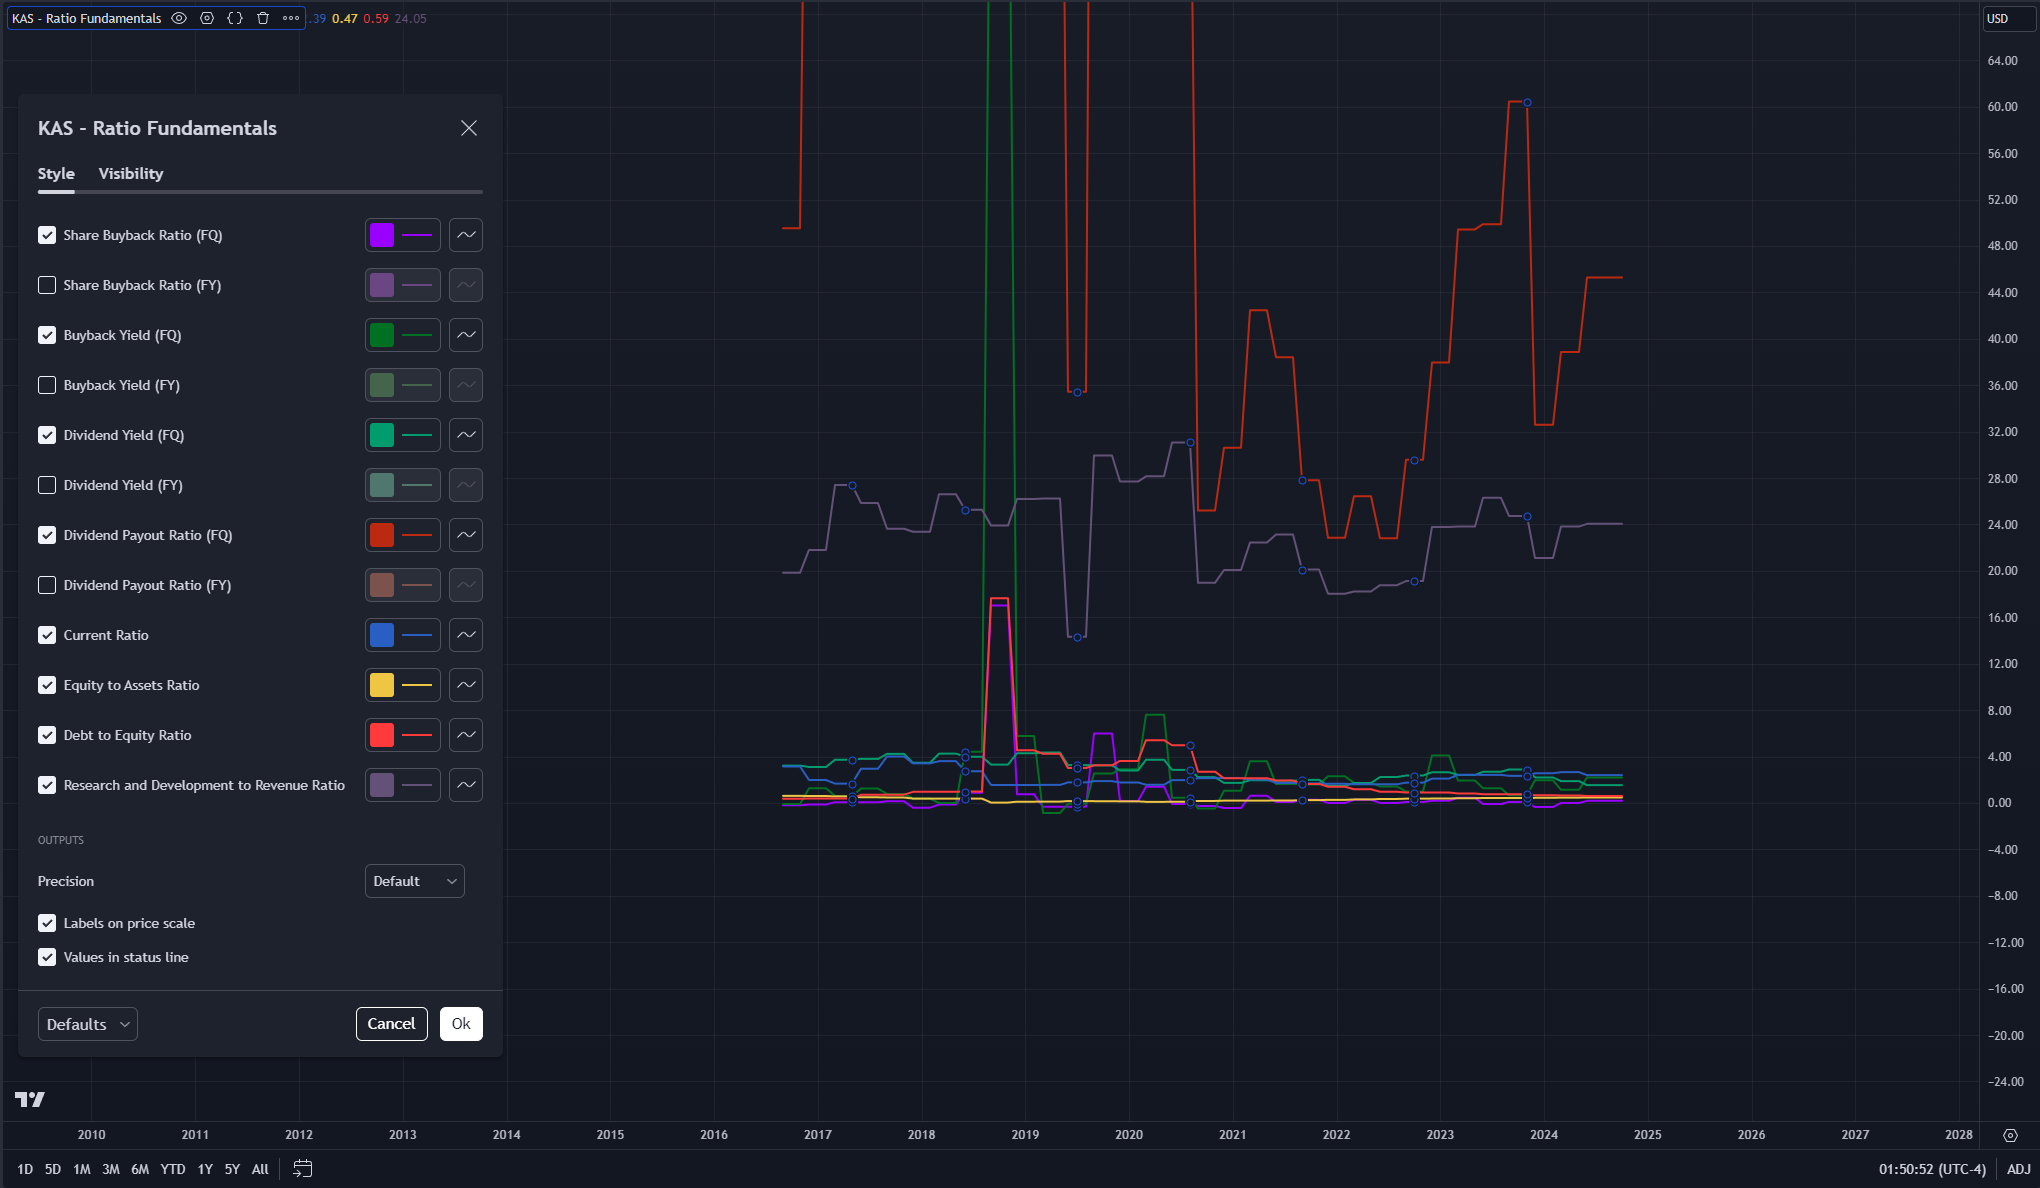 KAS - Ratio Fundamentals .39 0.47 0.59 24.05
USD
KAS - Ratio Fundamentals
Style Visibility
Share Buyback Ratio (FQ)
Share Buyback Ratio (FY)
Buyback Yield (FQ)
Buyback Yield (FY)
Dividend Yield (FQ)
Dividend Yield (FY)
Dividend Payout Ratio (FQ)
Dividend Payout Ratio (FY)
Current Ratio
Equity to Assets Ratio
Debt to Equity Ratio
Research and Development to Revenue Ratio
OUTPUTS
Precision Default
Labels on price scale
Values in status line
Defaults Cancel Ok
64.00
60.00
56.00
52.00
48.00
44.00
40.00
36.00
32.00
28.00
24.00
20.00
16.00
12.00
8.00
4.00
0.00
−4.00
−8.00
−12.00
−16.00
−20.00
−24.00
2010 2011 2012 2013 2014 2015 2016 2017 2018 2019 2020 2021 2022 2023 2024 2025 2026 2027 2028
1D 5D 1M 3M 6M YTD 1Y 5Y All 01:50:52 (UTC-4) ADJ